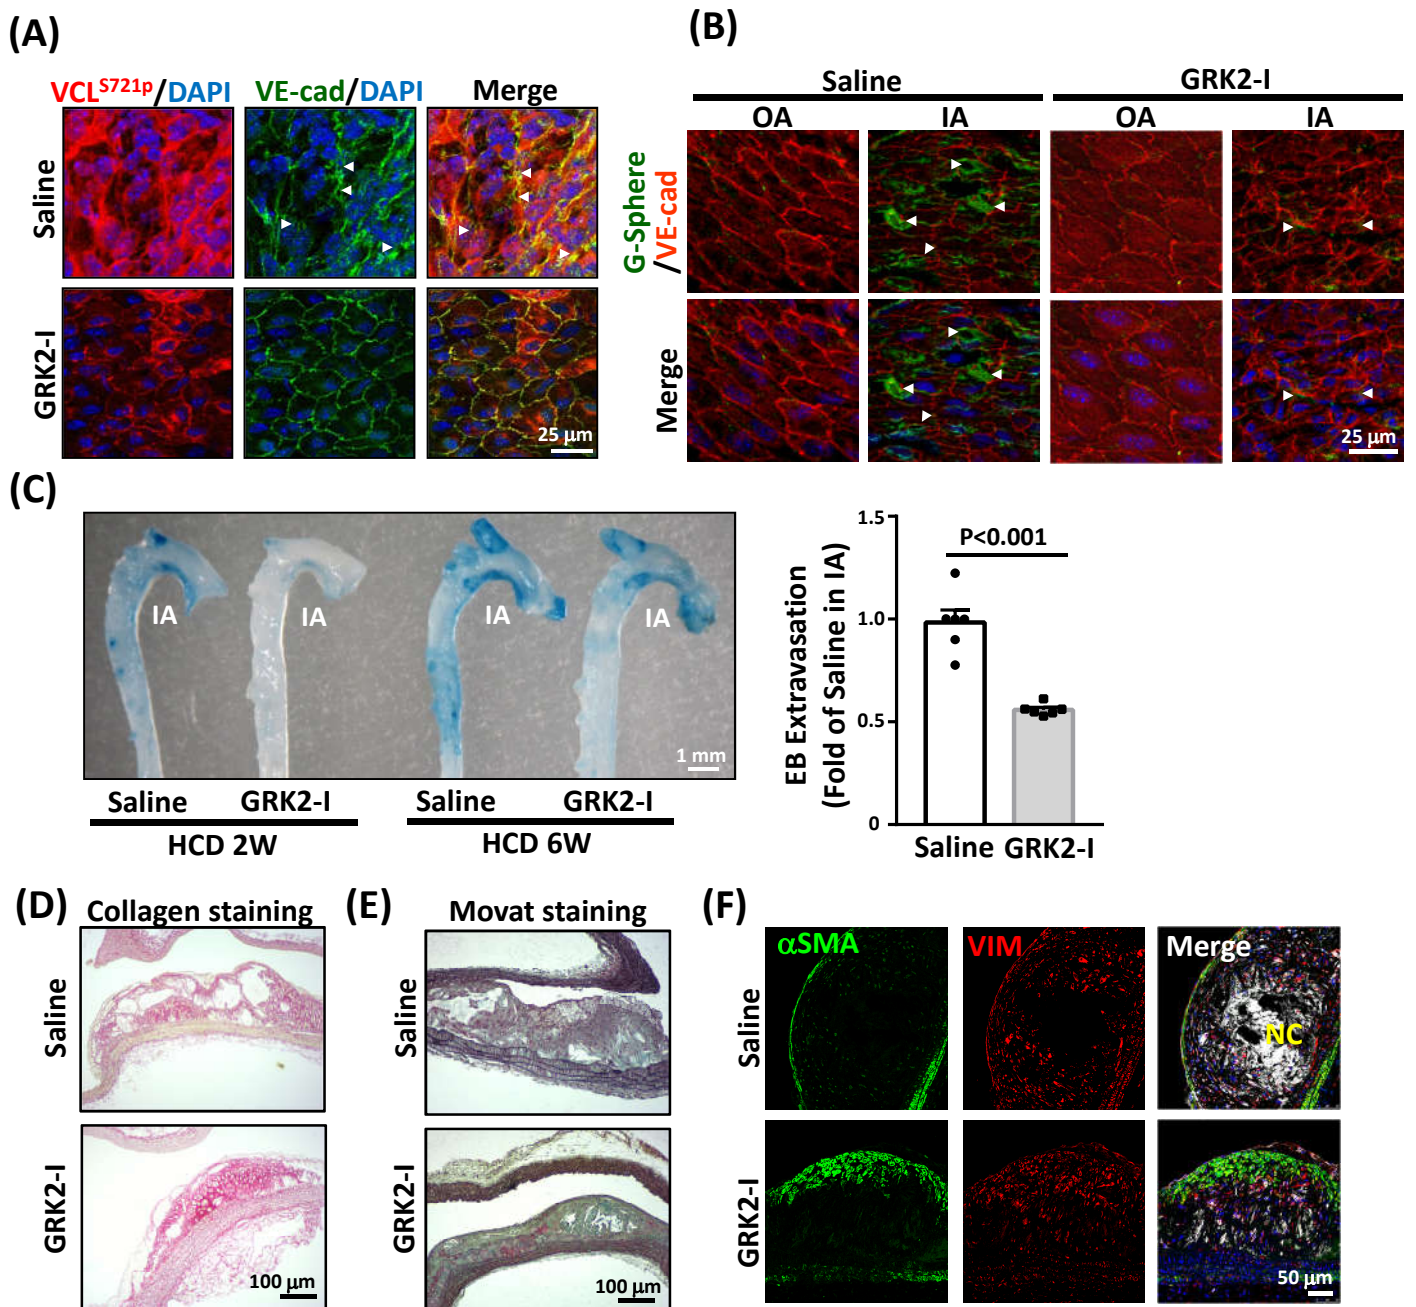 (A)
VCL^S721p/DAPI VE-cad/DAPI Merge
Saline
GRK2-I
25 µm
(B)
Saline GRK2-I
OA IA OA IA
G-Sphere
/VE-cad
Merge
25 µm
(C)
IA IA IA IA
1 mm
Saline GRK2-I Saline GRK2-I
HCD 2W HCD 6W
EB Extravasation
(Fold of Saline in IA)
1.5
1.0
0.5
0
P<0.001
Saline GRK2-I
(D)
Collagen staining
Saline
GRK2-I
100 µm
(E)
Movat staining
Saline
GRK2-I
100 µm
(F)
αSMA VIM Merge
Saline
NC
GRK2-I
50 µm